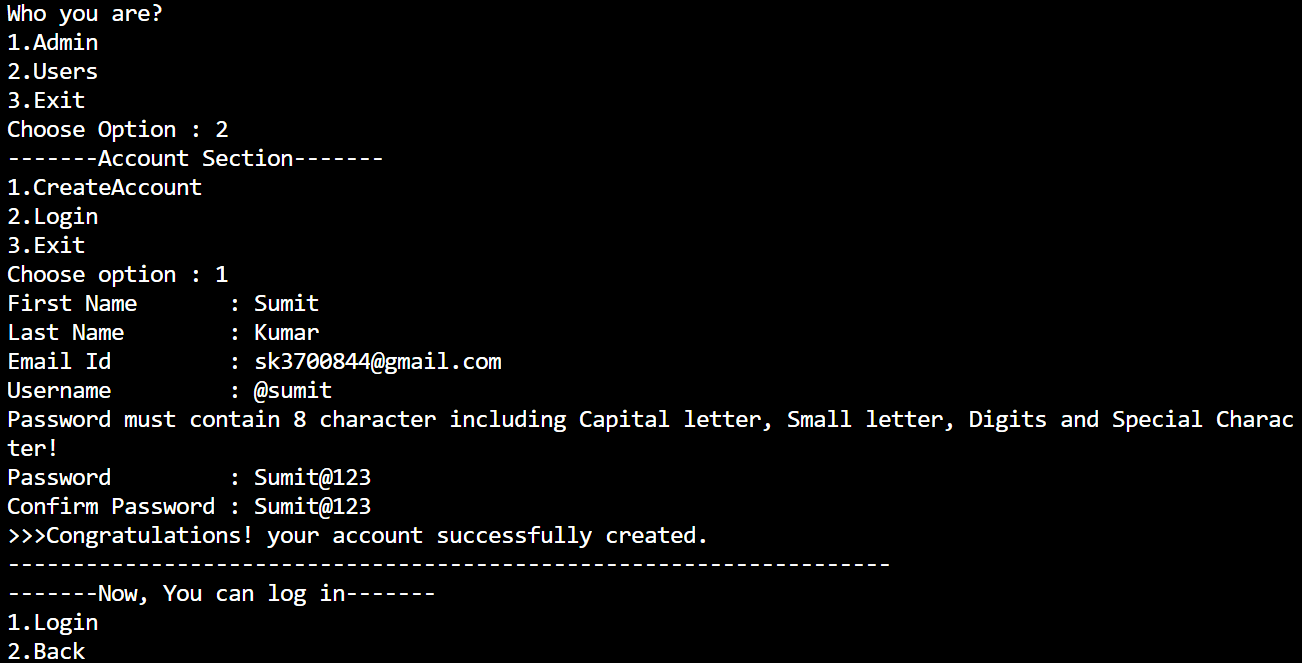 Who you are?
1.Admin
2.Users
3.Exit
Choose Option : 2
-------Account Section-------
1.CreateAccount
2.Login
3.Exit
Choose option : 1
First Name       : Sumit
Last Name        : Kumar
Email Id         : sk3700844@gmail.com
Username         : @sumit
Password must contain 8 character including Capital letter, Small letter, Digits and Special Charac
ter!
Password         : Sumit@123
Confirm Password : Sumit@123
>>>Congratulations! your account successfully created.
--------------------------------------------------------------------
-------Now, You can log in-------
1.Login
2.Back